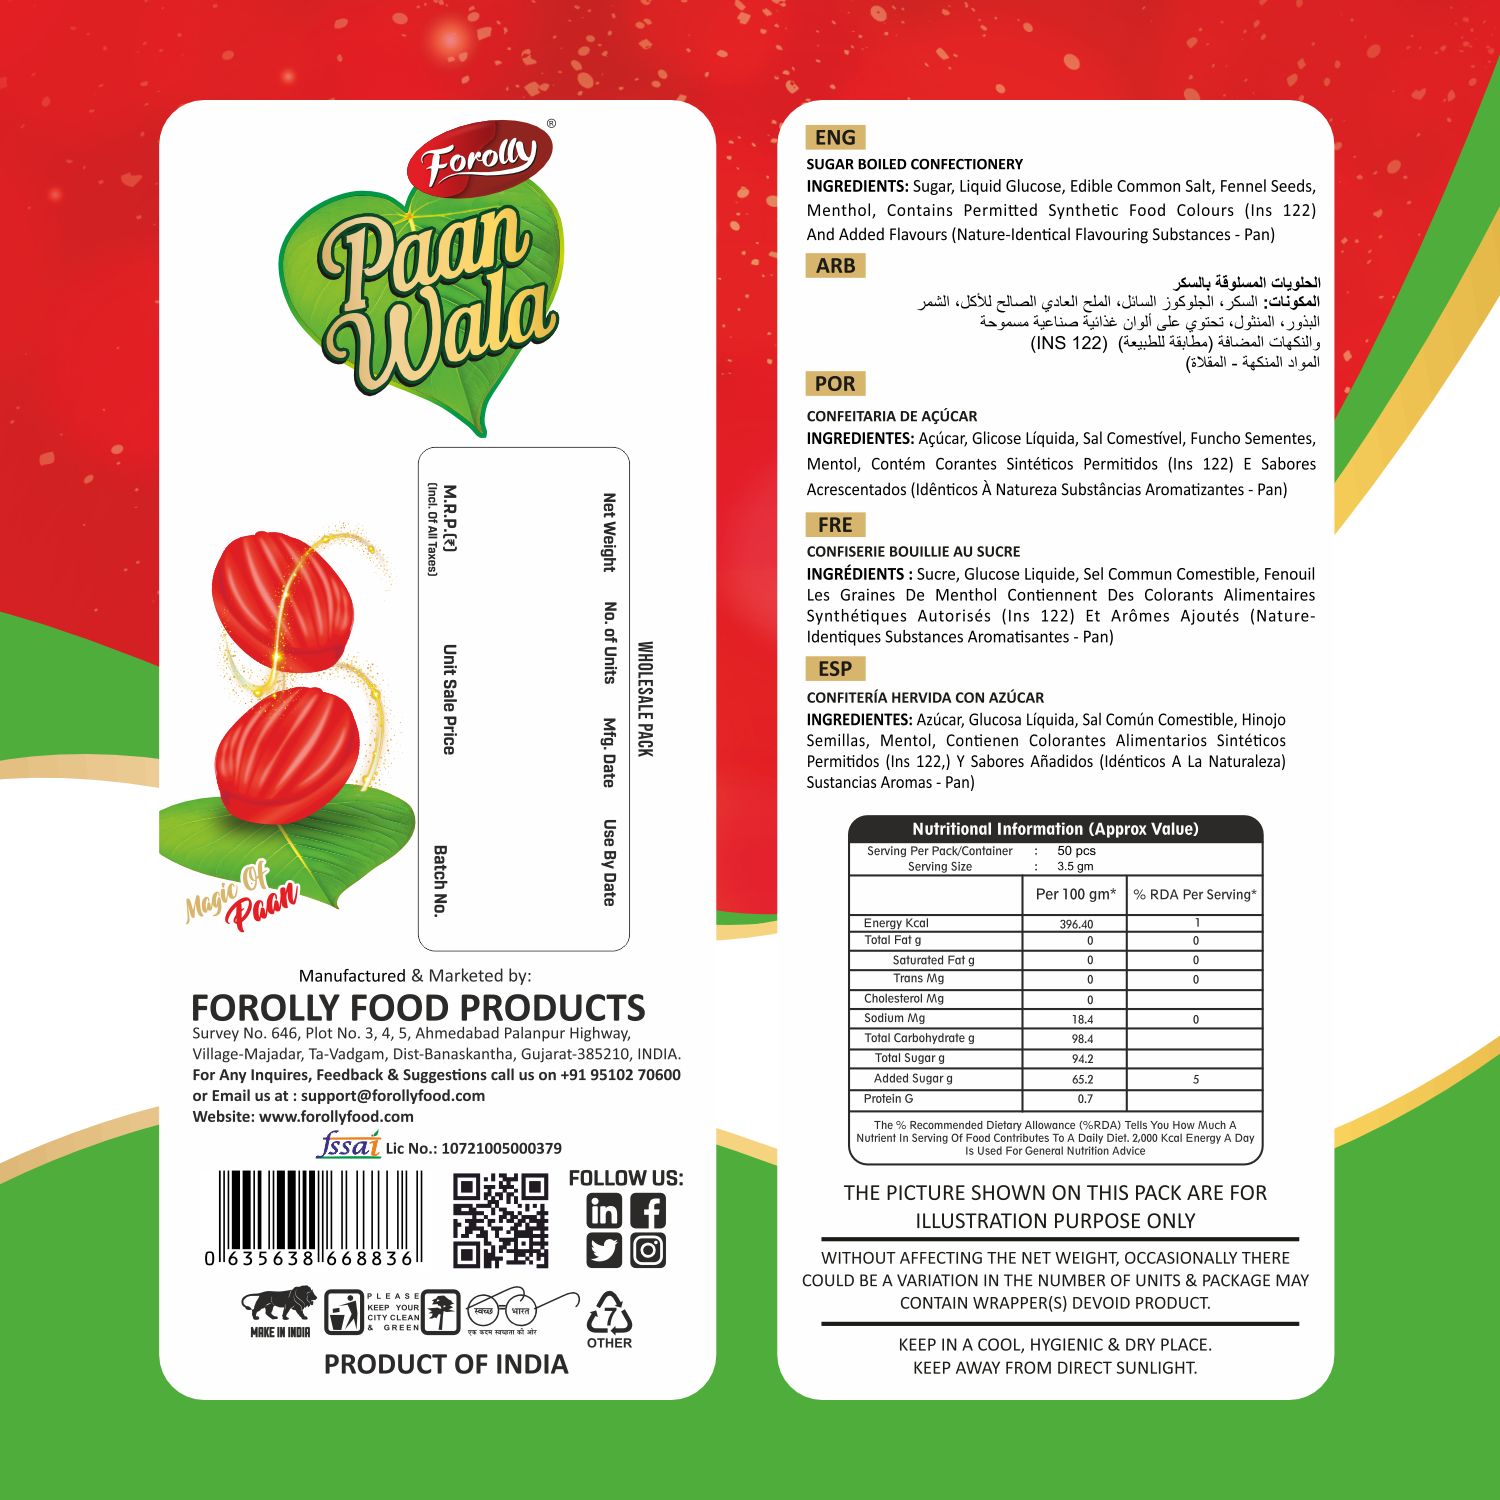 Forolly
®
Paan
Wala
M.R.P.(₹)
(Incl. Of All Taxes)
Unit Sale Price
Batch No.
Net Weight
No. of Units
Mfg. Date
Use By Date
WHOLESALE PACK
Magic Of
Paan
Manufactured & Marketed by:
FOROLLY FOOD PRODUCTS
Survey No. 646, Plot No. 3, 4, 5, Ahmedabad Palanpur Highway,
Village-Majadar, Ta-Vadgam, Dist-Banaskantha, Gujarat-385210, INDIA.
For Any Inquires, Feedback & Suggestions call us on +91 95102 70600
or Email us at : support@forollyfood.com
Website: www.forollyfood.com
fssai Lic No.: 10721005000379
0 635638 668836
FOLLOW US:
in f
MAKE IN INDIA
PLEASE
KEEP YOUR
CITY CLEAN
& GREEN
स्वच्छ भारत
एक कदम स्वच्छता की ओर
7
OTHER
PRODUCT OF INDIA
ENG
SUGAR BOILED CONFECTIONERY
INGREDIENTS: Sugar, Liquid Glucose, Edible Common Salt, Fennel Seeds,
Menthol, Contains Permitted Synthetic Food Colours (Ins 122)
And Added Flavours (Nature-Identical Flavouring Substances - Pan)
ARB
الحلويات المسلوقة بالسكر
المكونات: السكر، الجلوكوز السائل، الملح العادي الصالح للأكل، الشمر
البذور، المنثول، تحتوي على ألوان غذائية صناعية مسموحة
والنكهات المضافة (مطابقة للطبيعة) (INS 122)
المواد المنكهة - المقلاة)
POR
CONFEITARIA DE AÇÚCAR
INGREDIENTES: Açúcar, Glicose Líquida, Sal Comestível, Funcho Sementes,
Mentol, Contém Corantes Sintéticos Permitidos (Ins 122) E Sabores
Acrescentados (Idênticos À Natureza Substâncias Aromatizantes - Pan)
FRE
CONFISERIE BOUILLIE AU SUCRE
INGRÉDIENTS : Sucre, Glucose Liquide, Sel Commun Comestible, Fenouil
Les Graines De Menthol Contiennent Des Colorants Alimentaires
Synthétiques Autorisés (Ins 122) Et Arômes Ajoutés (Nature-
Identiques Substances Aromatisantes - Pan)
ESP
CONFITERÍA HERVIDA CON AZÚCAR
INGREDIENTES: Azúcar, Glucosa Líquida, Sal Común Comestible, Hinojo
Semillas, Mentol, Contienen Colorantes Alimentarios Sintéticos
Permitidos (Ins 122,) Y Sabores Añadidos (Idénticos A La Naturaleza)
Sustancias Aromas - Pan)
Nutritional Information (Approx Value)
Serving Per Pack/Container : 50 pcs
Serving Size : 3.5 gm
Per 100 gm* % RDA Per Serving*
Energy Kcal 396.40 1
Total Fat g 0 0
Saturated Fat g 0 0
Trans Mg 0 0
Cholesterol Mg 0
Sodium Mg 18.4 0
Total Carbohydrate g 98.4
Total Sugar g 94.2
Added Sugar g 65.2 5
Protein G 0.7
The % Recommended Dietary Allowance (%RDA) Tells You How Much A
Nutrient In Serving Of Food Contributes To A Daily Diet. 2,000 Kcal Energy A Day
Is Used For General Nutrition Advice
THE PICTURE SHOWN ON THIS PACK ARE FOR
ILLUSTRATION PURPOSE ONLY
WITHOUT AFFECTING THE NET WEIGHT, OCCASIONALLY THERE
COULD BE A VARIATION IN THE NUMBER OF UNITS & PACKAGE MAY
CONTAIN WRAPPER(S) DEVOID PRODUCT.
KEEP IN A COOL, HYGIENIC & DRY PLACE.
KEEP AWAY FROM DIRECT SUNLIGHT.